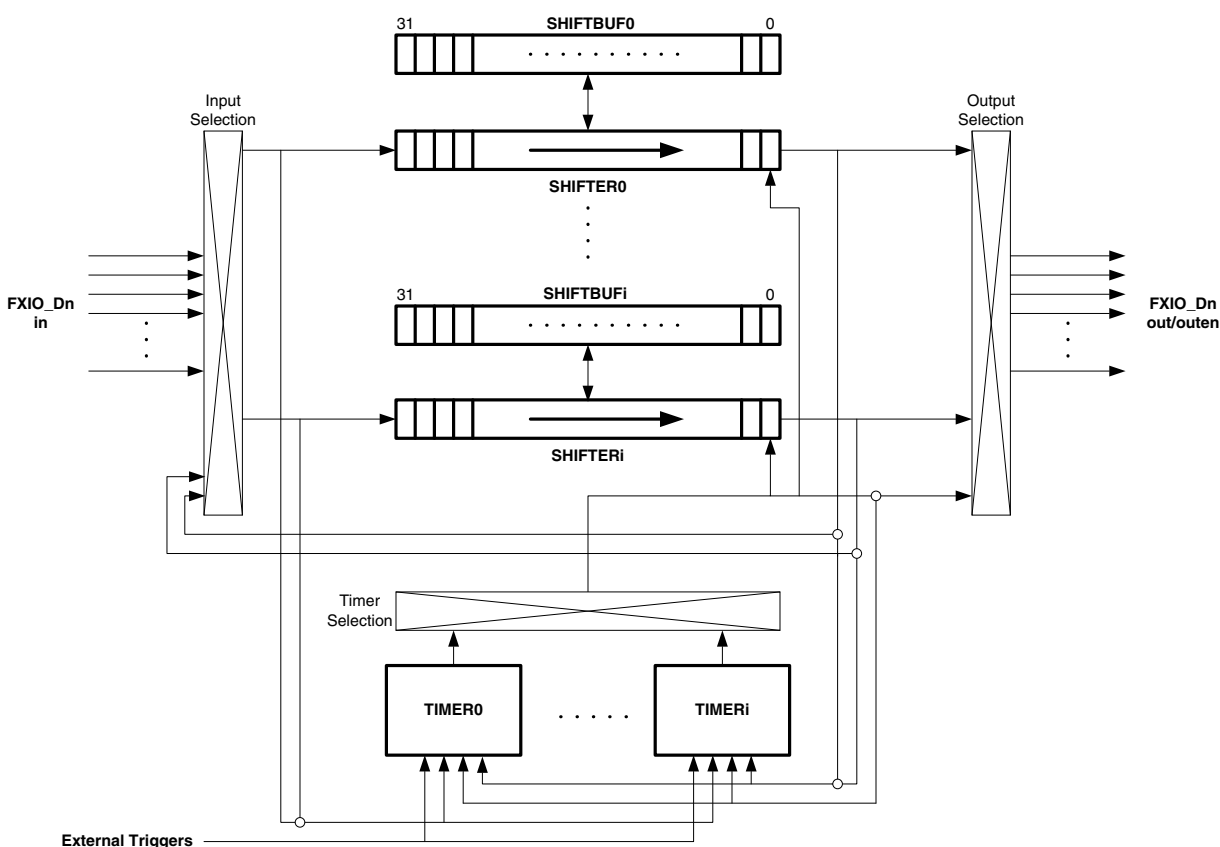 31 SHIFTBUF0 0
Input
Selection
Output
Selection
SHIFTER0
FXIO_Dn
in
31 SHIFTBUFi 0
FXIO_Dn
out/outen
SHIFTERi
Timer
Selection
TIMER0
TIMERi
External Triggers